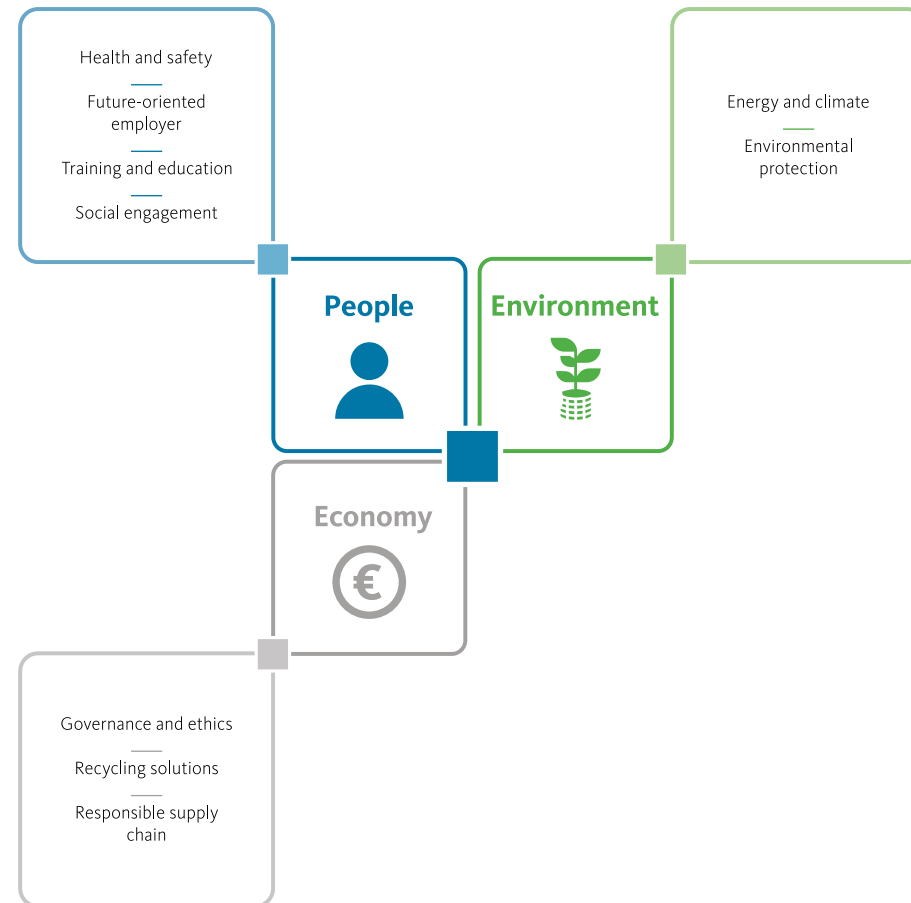 Health and safety
Future-oriented
employer
Training and education
Social engagement
Energy and climate
Environmental
protection
People
Environment
Economy
€
Governance and ethics
Recycling solutions
Responsible supply
chain